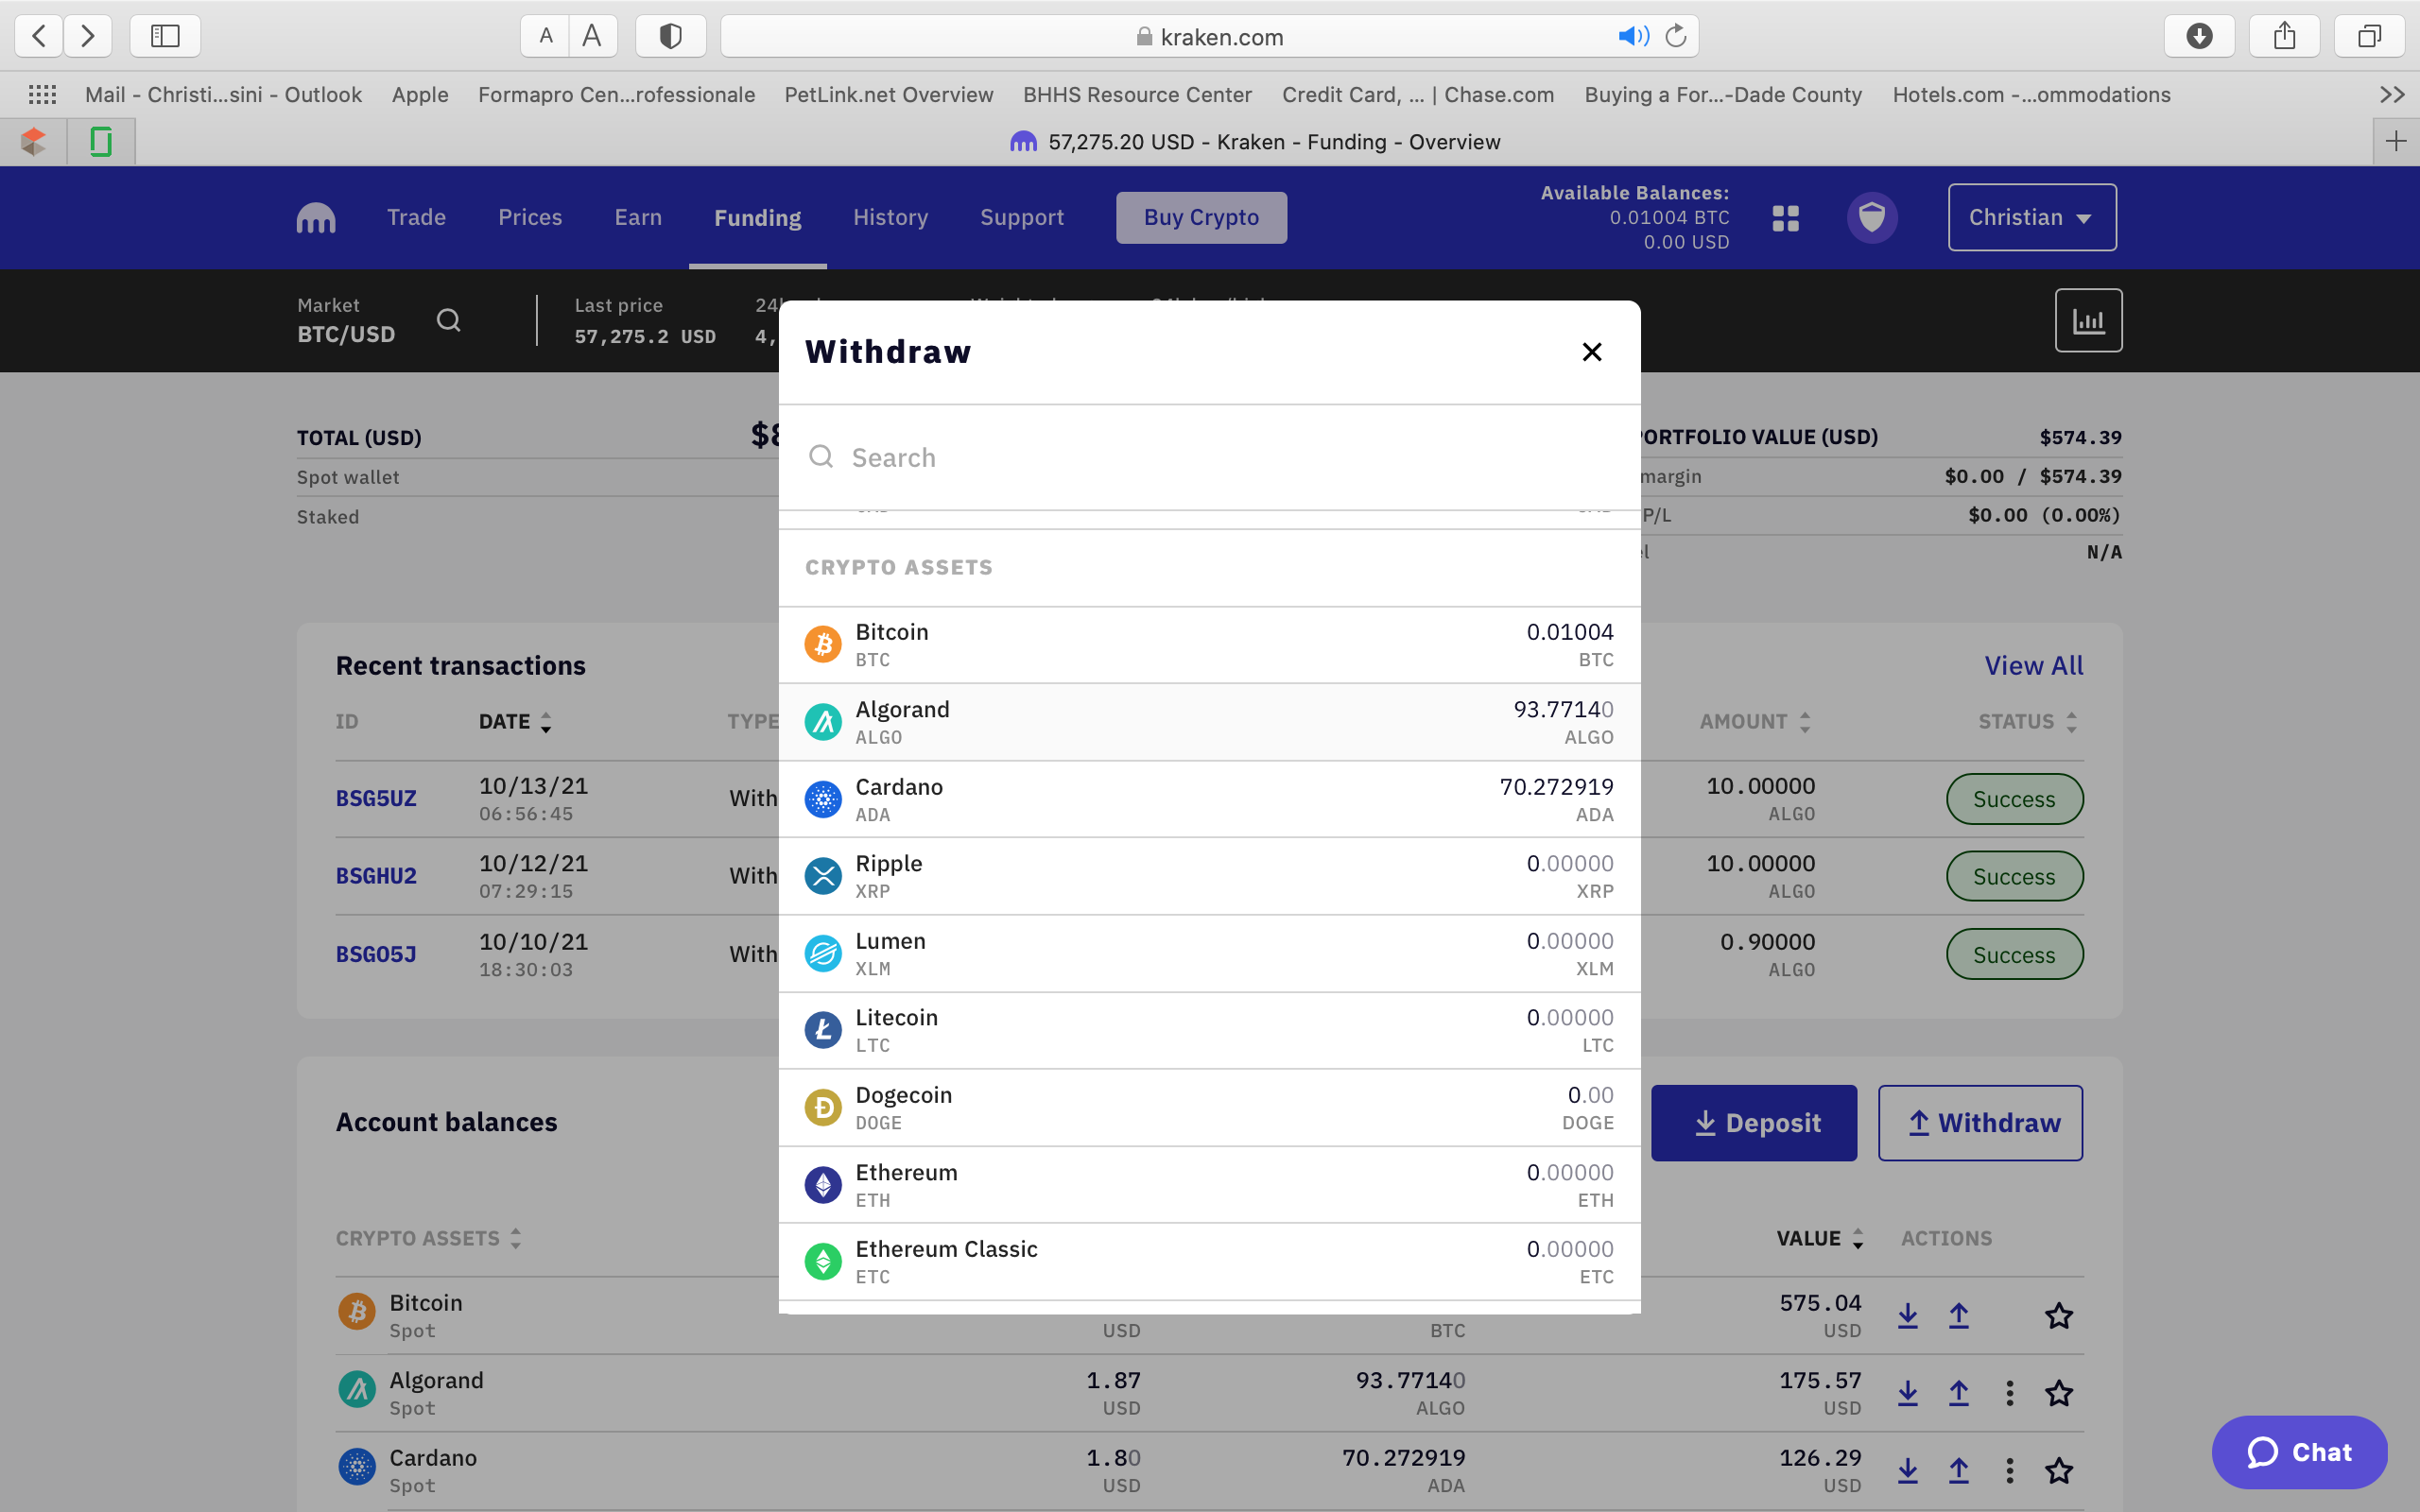 A A
kraken.com
Mail - Christi...sini - Outlook Apple Formapro Cen...rofessionale PetLink.net Overview BHHS Resource Center Credit Card, ... | Chase.com Buying a For...-Dade County Hotels.com -...ommodations
57,275.20 USD - Kraken - Funding - Overview
Trade Prices Earn Funding History Support Buy Crypto
Available Balances:
0.01004 BTC
0.00 USD
Christian
Market
BTC/USD
Last price
57,275.2 USD
Withdraw
Search
CRYPTO ASSETS
Bitcoin 0.01004
BTC BTC
Algorand 93.77140
ALGO ALGO
Cardano 70.272919
ADA ADA
Ripple 0.00000
XRP XRP
Lumen 0.00000
XLM XLM
Litecoin 0.00000
LTC LTC
Dogecoin 0.00
DOGE DOGE
Ethereum 0.00000
ETH ETH
Ethereum Classic 0.00000
ETC ETC
TOTAL (USD)
Spot wallet
Staked
ORTFOLIO VALUE (USD) $574.39
margin $0.00 / $574.39
P/L $0.00 (0.00%)
N/A
Recent transactions View All
ID DATE TYPE AMOUNT STATUS
BSG5UZ 10/13/21 With 10.00000 Success
06:56:45 ALGO
BSGHU2 10/12/21 With 10.00000 Success
07:29:15 ALGO
BSGO5J 10/10/21 With 0.90000 Success
18:30:03 ALGO
Account balances Deposit Withdraw
CRYPTO ASSETS VALUE ACTIONS
Bitcoin 575.04
Spot USD BTC USD
Algorand 1.87 93.77140 175.57
Spot USD ALGO USD
Cardano 1.80 70.272919 126.29
Spot USD ADA USD
Chat